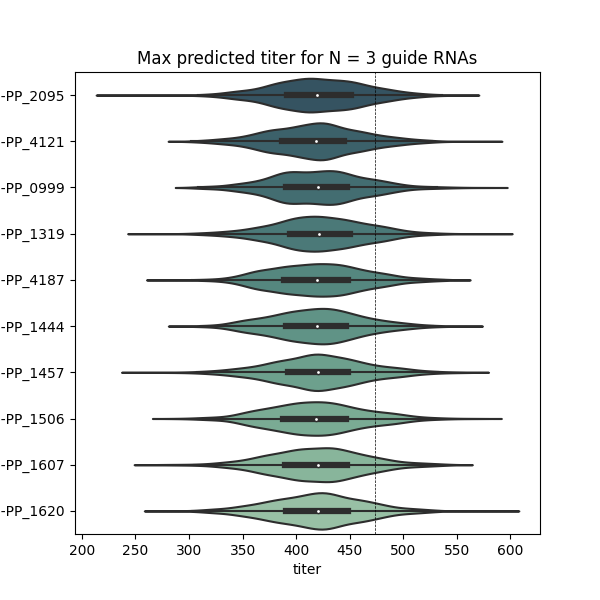 Max predicted titer for N = 3 guide RNAs
-PP_2095
-PP_4121
-PP_0999
-PP_1319
-PP_4187
-PP_1444
-PP_1457
-PP_1506
-PP_1607
-PP_1620
200 250 300 350 400 450 500 550 600
titer